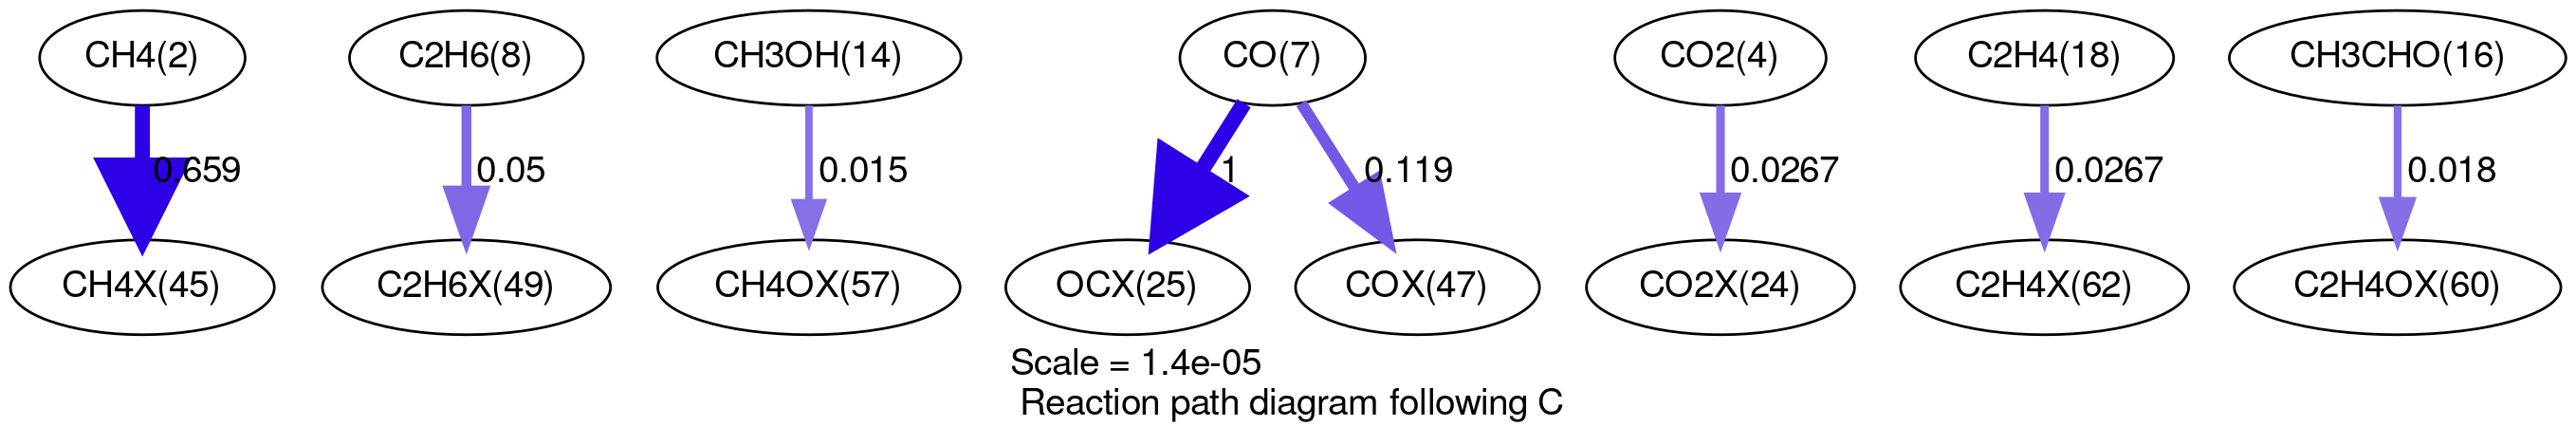 CH4(2)
C2H6(8)
CH3OH(14)
CO(7)
CO2(4)
C2H4(18)
CH3CHO(16)
0.659
0.05
0.015
1
0.119
0.0267
0.0267
0.018
CH4X(45)
C2H6X(49)
CH4OX(57)
OCX(25)
COX(47)
CO2X(24)
C2H4X(62)
C2H4OX(60)
Scale = 1.4e-05
Reaction path diagram following C